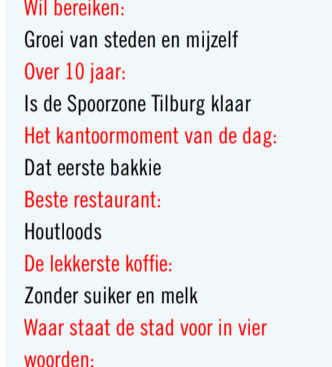 Wil bereiken:
Groei van steden en mijzelf
Over 10 jaar:
Is de Spoorzone Tilburg klaar
Het kantoormoment van de dag:
Dat eerste bakkie
Beste restaurant:
Houtloods
De lekkerste koffie:
Zonder suiker en melk
Waar staat de stad voor in vier
woorden: